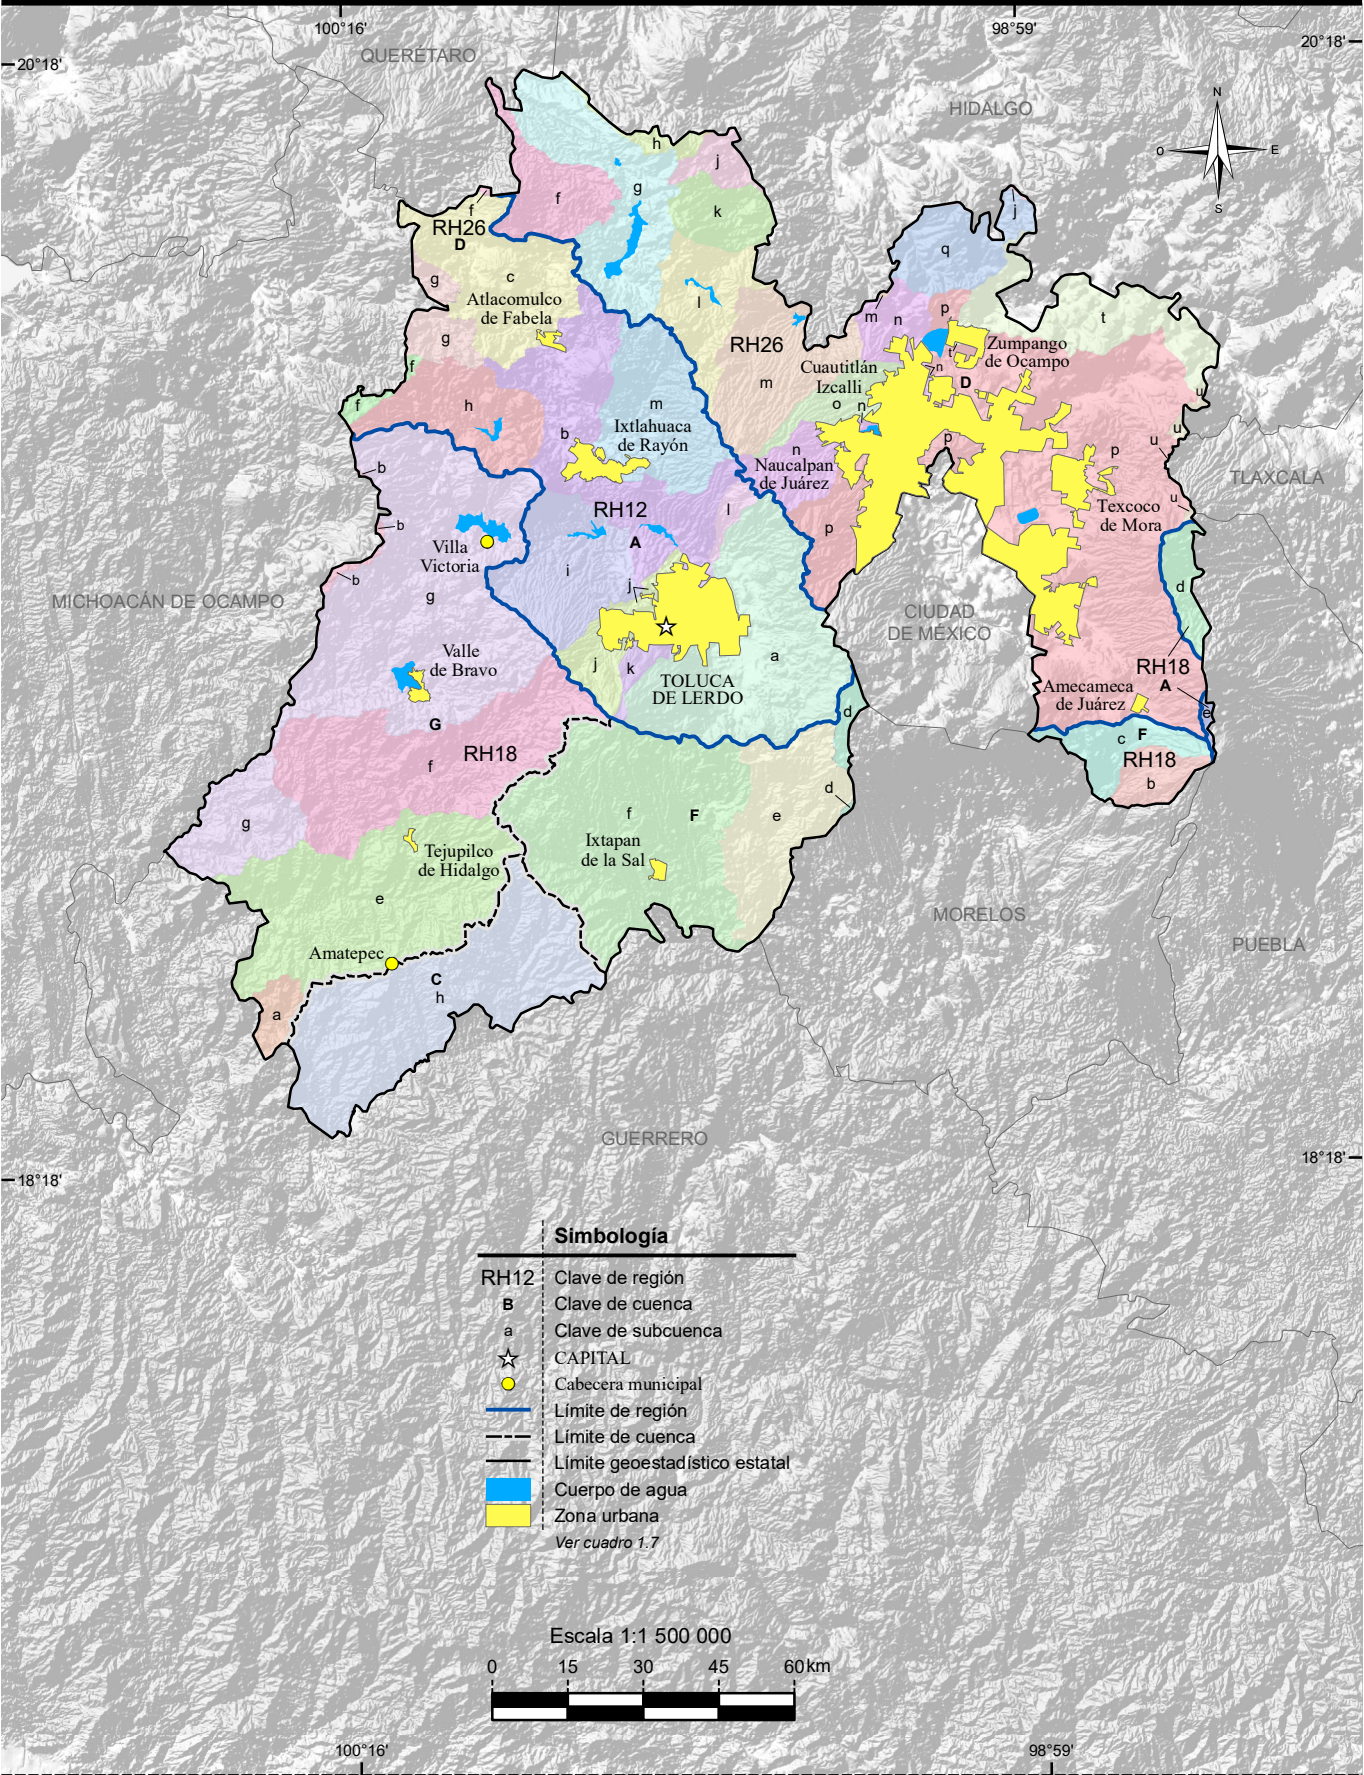 100°16'
98°59'
20°18'
20°18'
QUERÉTARO
HIDALGO
N
O
E
S
h
j
g
f
k
f
j
RH26
D
q
g
c
Atlacomulco
de Fabela
l
m
n
p
t
g
RH26
Zumpango
de Ocampo
t
n
Cuautitlán
Izcalli
D
f
m
u
f
h
m
o
n
Ixtlahuaca
de Rayón
b
u
p
u
p
n
Naucalpan
de Juárez
b
TLAXCALA
u
Texcoco
de Mora
RH12
l
b
p
A
Villa
Victoria
i
b
j
d
g
MICHOACÁN DE OCAMPO
CIUDAD
DE MÉXICO
Valle
de Bravo
j
k
a
TOLUCA
DE LERDO
RH18
A
Amecameca
de Juárez
e
d
G
c
F
RH18
f
RH18
b
d
g
f
F
e
Ixtapan
de la Sal
Tejupilco
de Hidalgo
e
MORELOS
PUEBLA
Amatepec
C
h
a
GUERRERO
18°18'
18°18'
Simbología
RH12 Clave de región
B Clave de cuenca
a Clave de subcuenca
CAPITAL
Cabecera municipal
Límite de región
Límite de cuenca
Límite geoestadístico estatal
Cuerpo de agua
Zona urbana
Ver cuadro 1.7
Escala 1:1 500 000
0 15 30 45 60 km
100°16'
98°59'